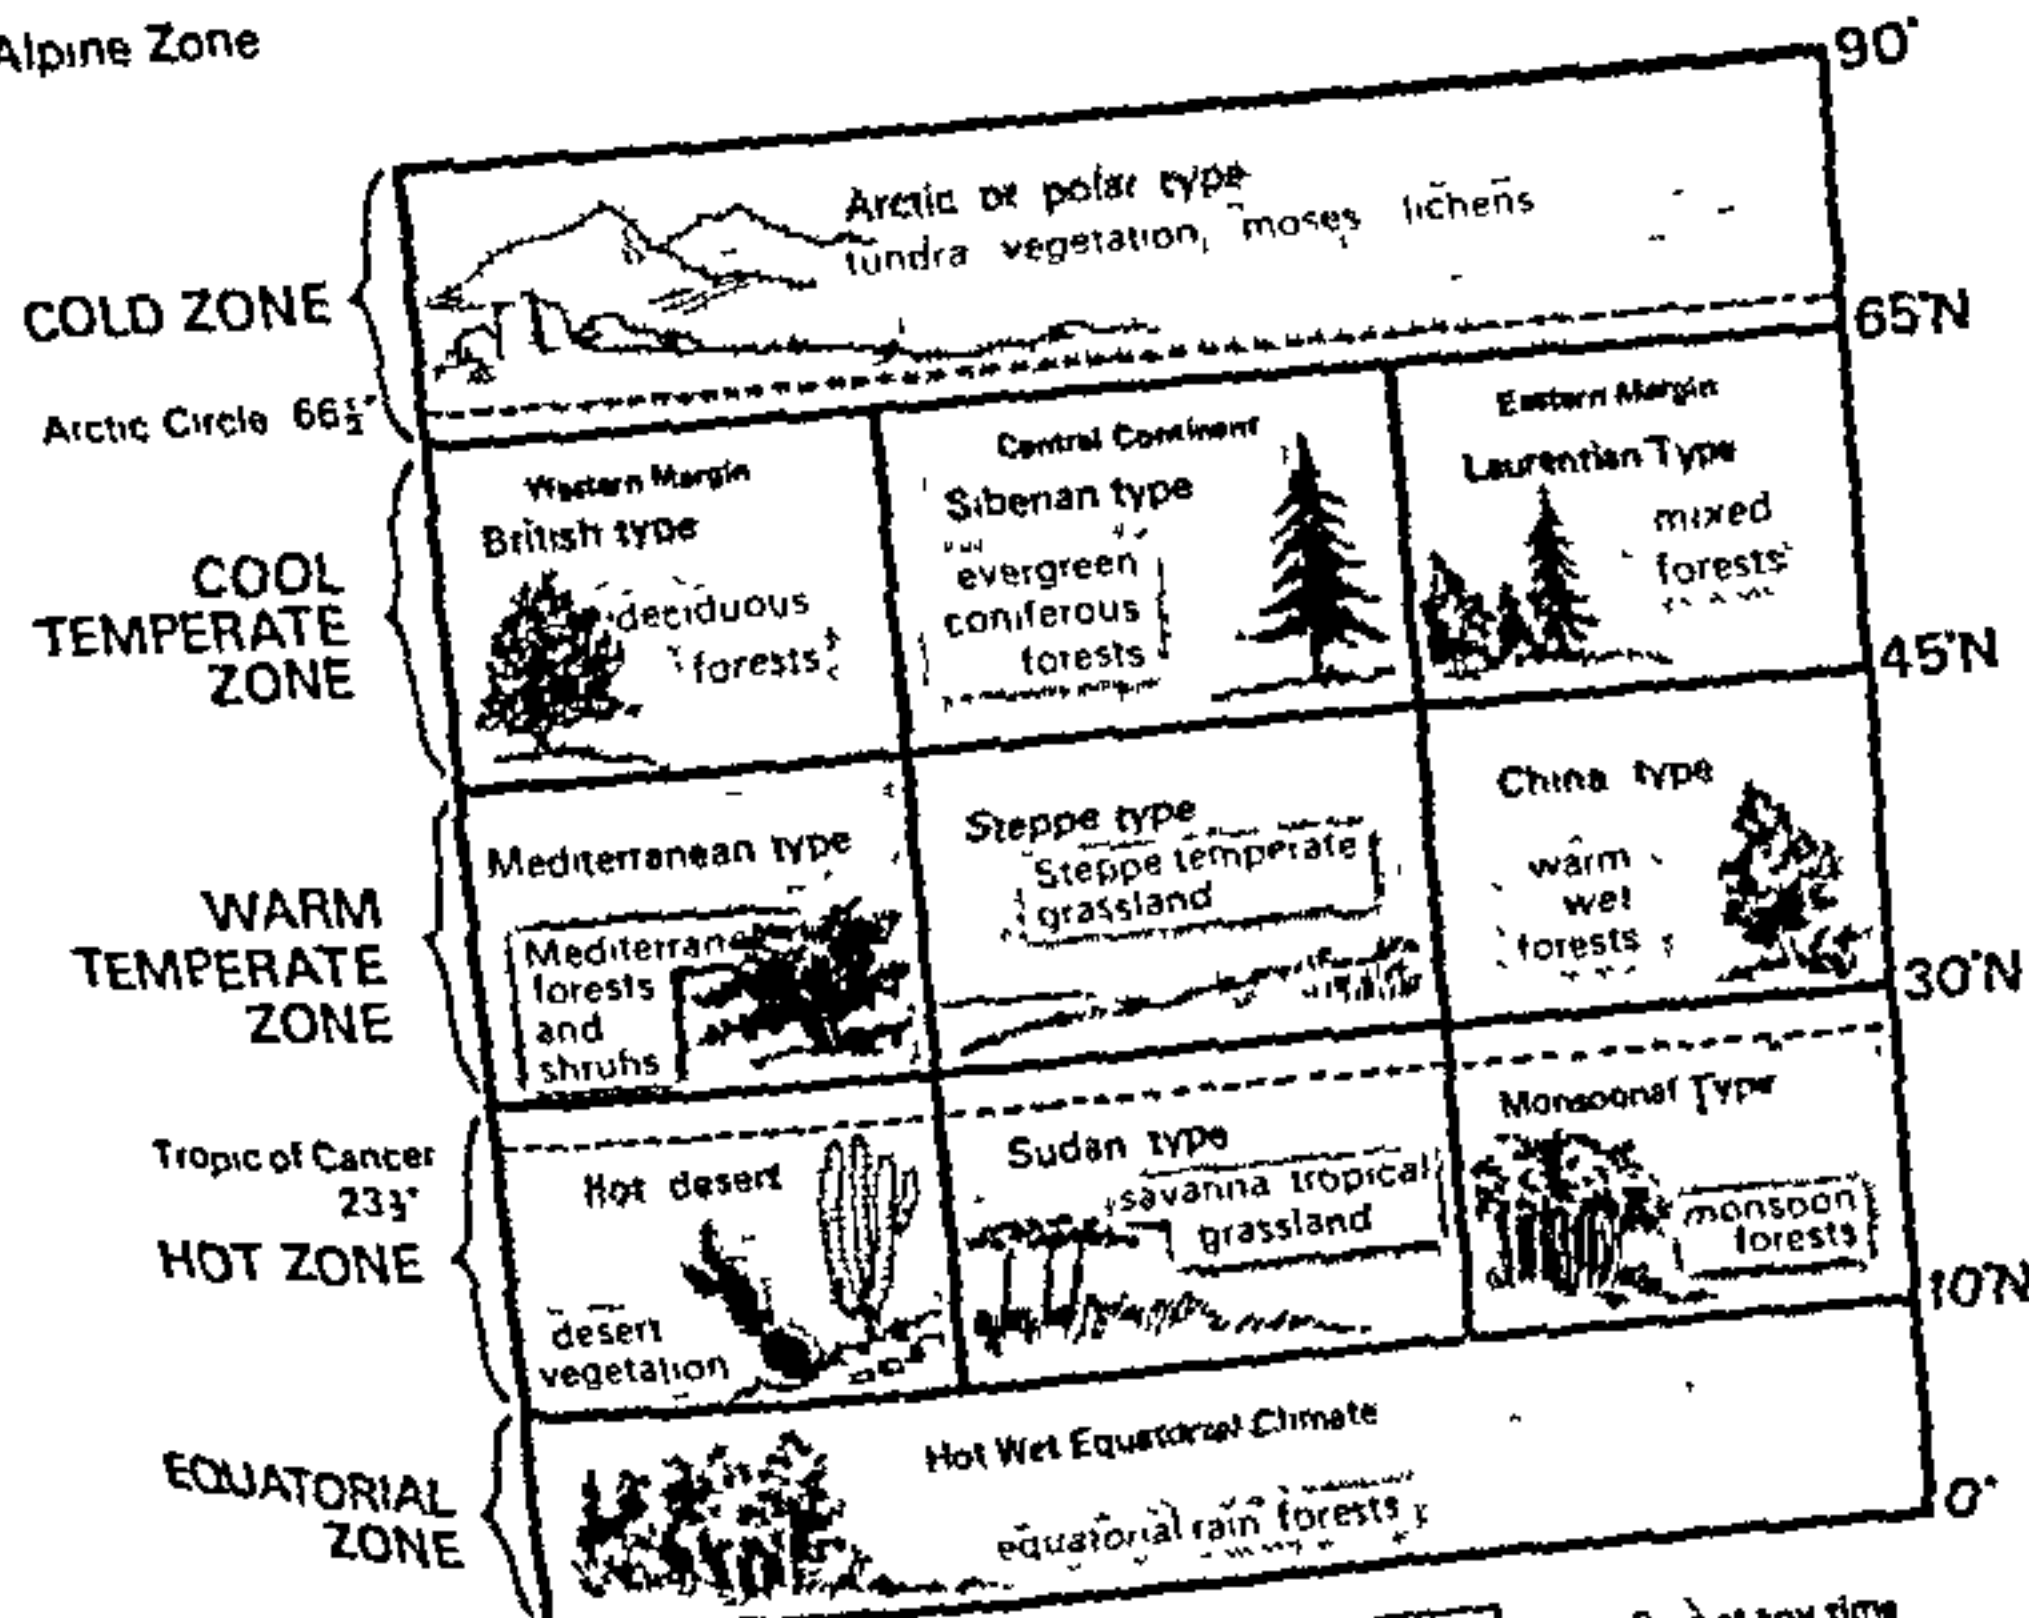 Alpine Zone
90°
Arctic or polar type
tundra vegetation, moses lichens
COLD ZONE
65°N
Arctic Circle 66½°
Western Margin
British type
deciduous
forests
Central Continent
Siberian type
evergreen
coniferous
forests
Eastern Margin
Laurentian Type
mixed
forests
COOL
TEMPERATE
ZONE
45°N
Mediterranean type
Mediterranean
forests
and
shrubs
Steppe type
Steppe temperate
grassland
China type
warm
wet
forests
WARM
TEMPERATE
ZONE
30°N
Tropic of Cancer
23½°
HOT ZONE
Hot desert
desert
vegetation
Sudan type
savanna tropical
grassland
Monsoonal Type
monsoon
forests
10°N
EQUATORIAL
ZONE
Hot Wet Equatorial Climate
equatorial rain forests
0°
at any time